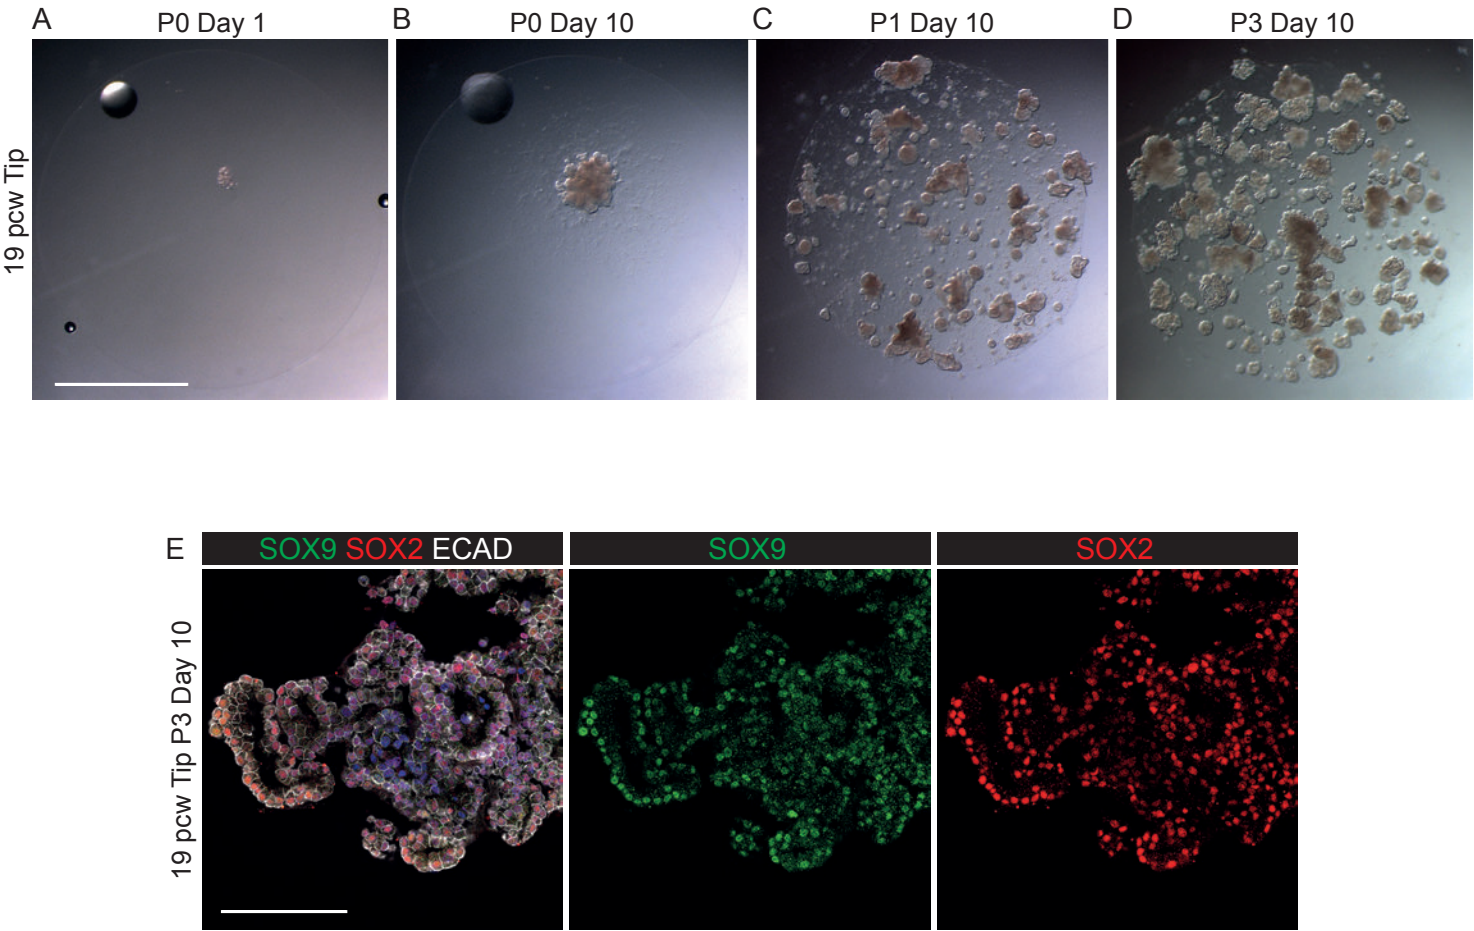 A P0 Day 1
B P0 Day 10
C P1 Day 10
D P3 Day 10
19 pcw Tip
E SOX9 SOX2 ECAD
SOX9
SOX2
19 pcw Tip P3 Day 10